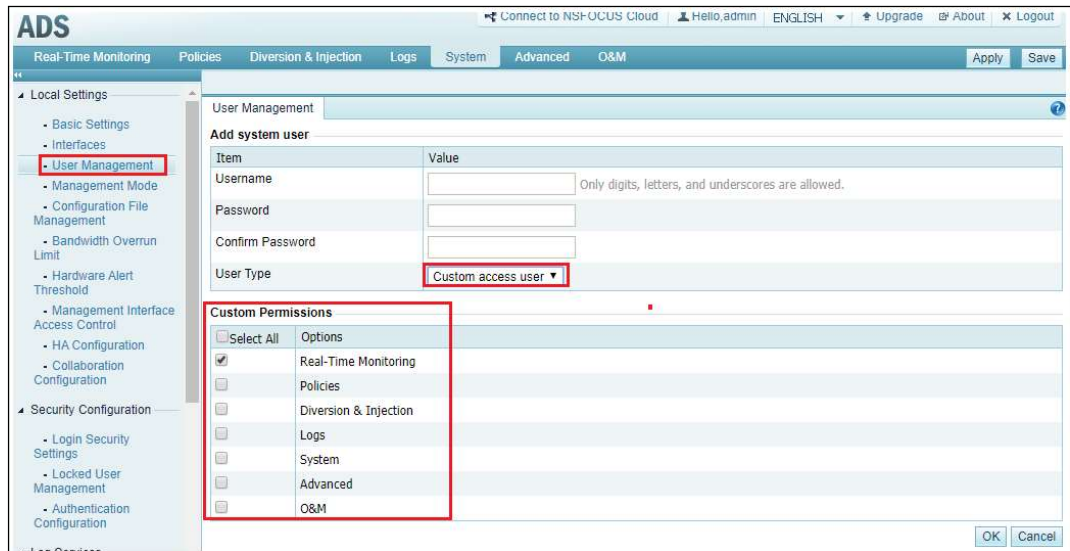 ADS
Connect to NSFOCUS Cloud Hello,admin ENGLISH Upgrade About Logout
Real-Time Monitoring Policies Diversion & Injection Logs System Advanced O&M Apply Save
Local Settings
- Basic Settings
- Interfaces
- User Management
- Management Mode
- Configuration File
Management
- Bandwidth Overrun
Limit
- Hardware Alert
Threshold
- Management Interface
Access Control
- HA Configuration
- Collaboration
Configuration
Security Configuration
- Login Security
Settings
- Locked User
Management
- Authentication
Configuration
Log Services
User Management
Add system user
Item Value
Username Only digits, letters, and underscores are allowed.
Password
Confirm Password
User Type Custom access user
Custom Permissions
Select All Options
Real-Time Monitoring
Policies
Diversion & Injection
Logs
System
Advanced
O&M
OK Cancel